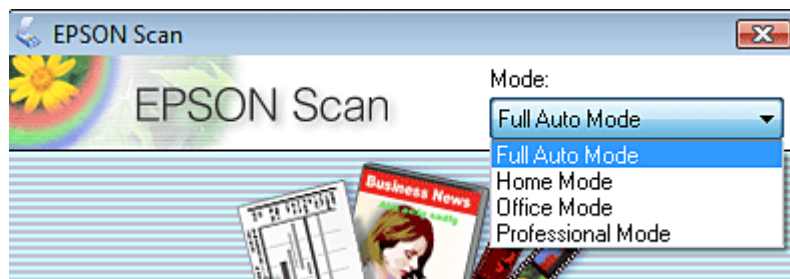 EPSON Scan
EPSON Scan
Mode:
Full Auto Mode
Full Auto Mode
Home Mode
Office Mode
Professional Mode
Business News